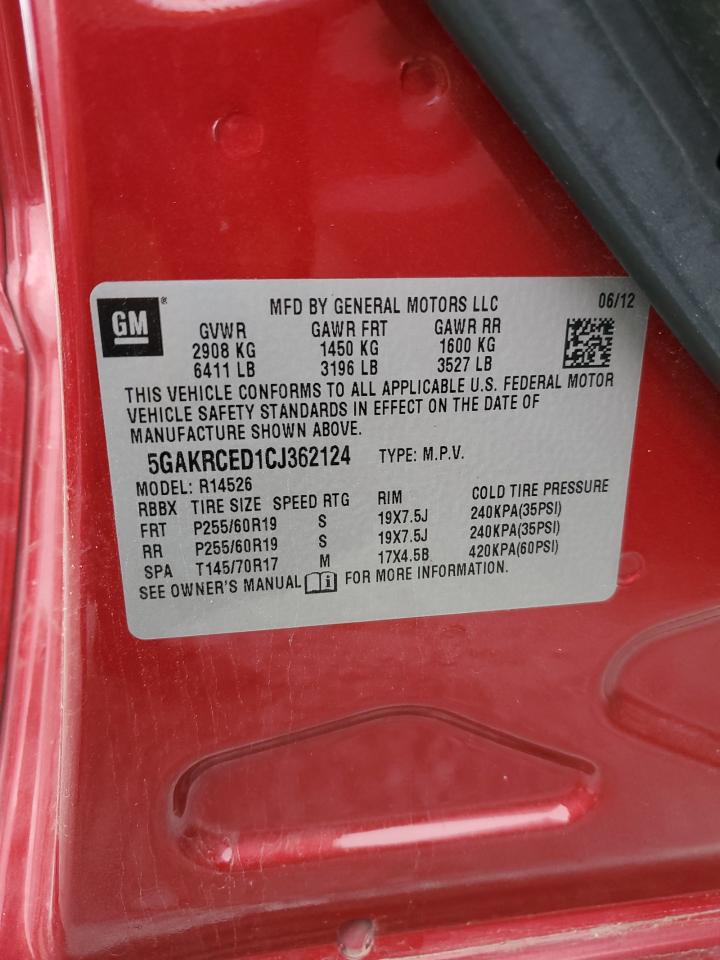 GM®
MFD BY GENERAL MOTORS LLC 06/12
GVWR GAWR FRT GAWR RR
2908 KG 1450 KG 1600 KG
6411 LB 3196 LB 3527 LB
THIS VEHICLE CONFORMS TO ALL APPLICABLE U.S. FEDERAL MOTOR
VEHICLE SAFETY STANDARDS IN EFFECT ON THE DATE OF
MANUFACTURE SHOWN ABOVE.
5GAKRCED1CJ362124 TYPE: M.P.V.
MODEL: R14526
RBBX TIRE SIZE SPEED RTG RIM COLD TIRE PRESSURE
FRT P255/60R19 S 19X7.5J 240KPA(35PSI)
RR P255/60R19 S 19X7.5J 240KPA(35PSI)
SPA T145/70R17 M 17X4.5B 420KPA(60PSI)
SEE OWNER'S MANUAL i FOR MORE INFORMATION.